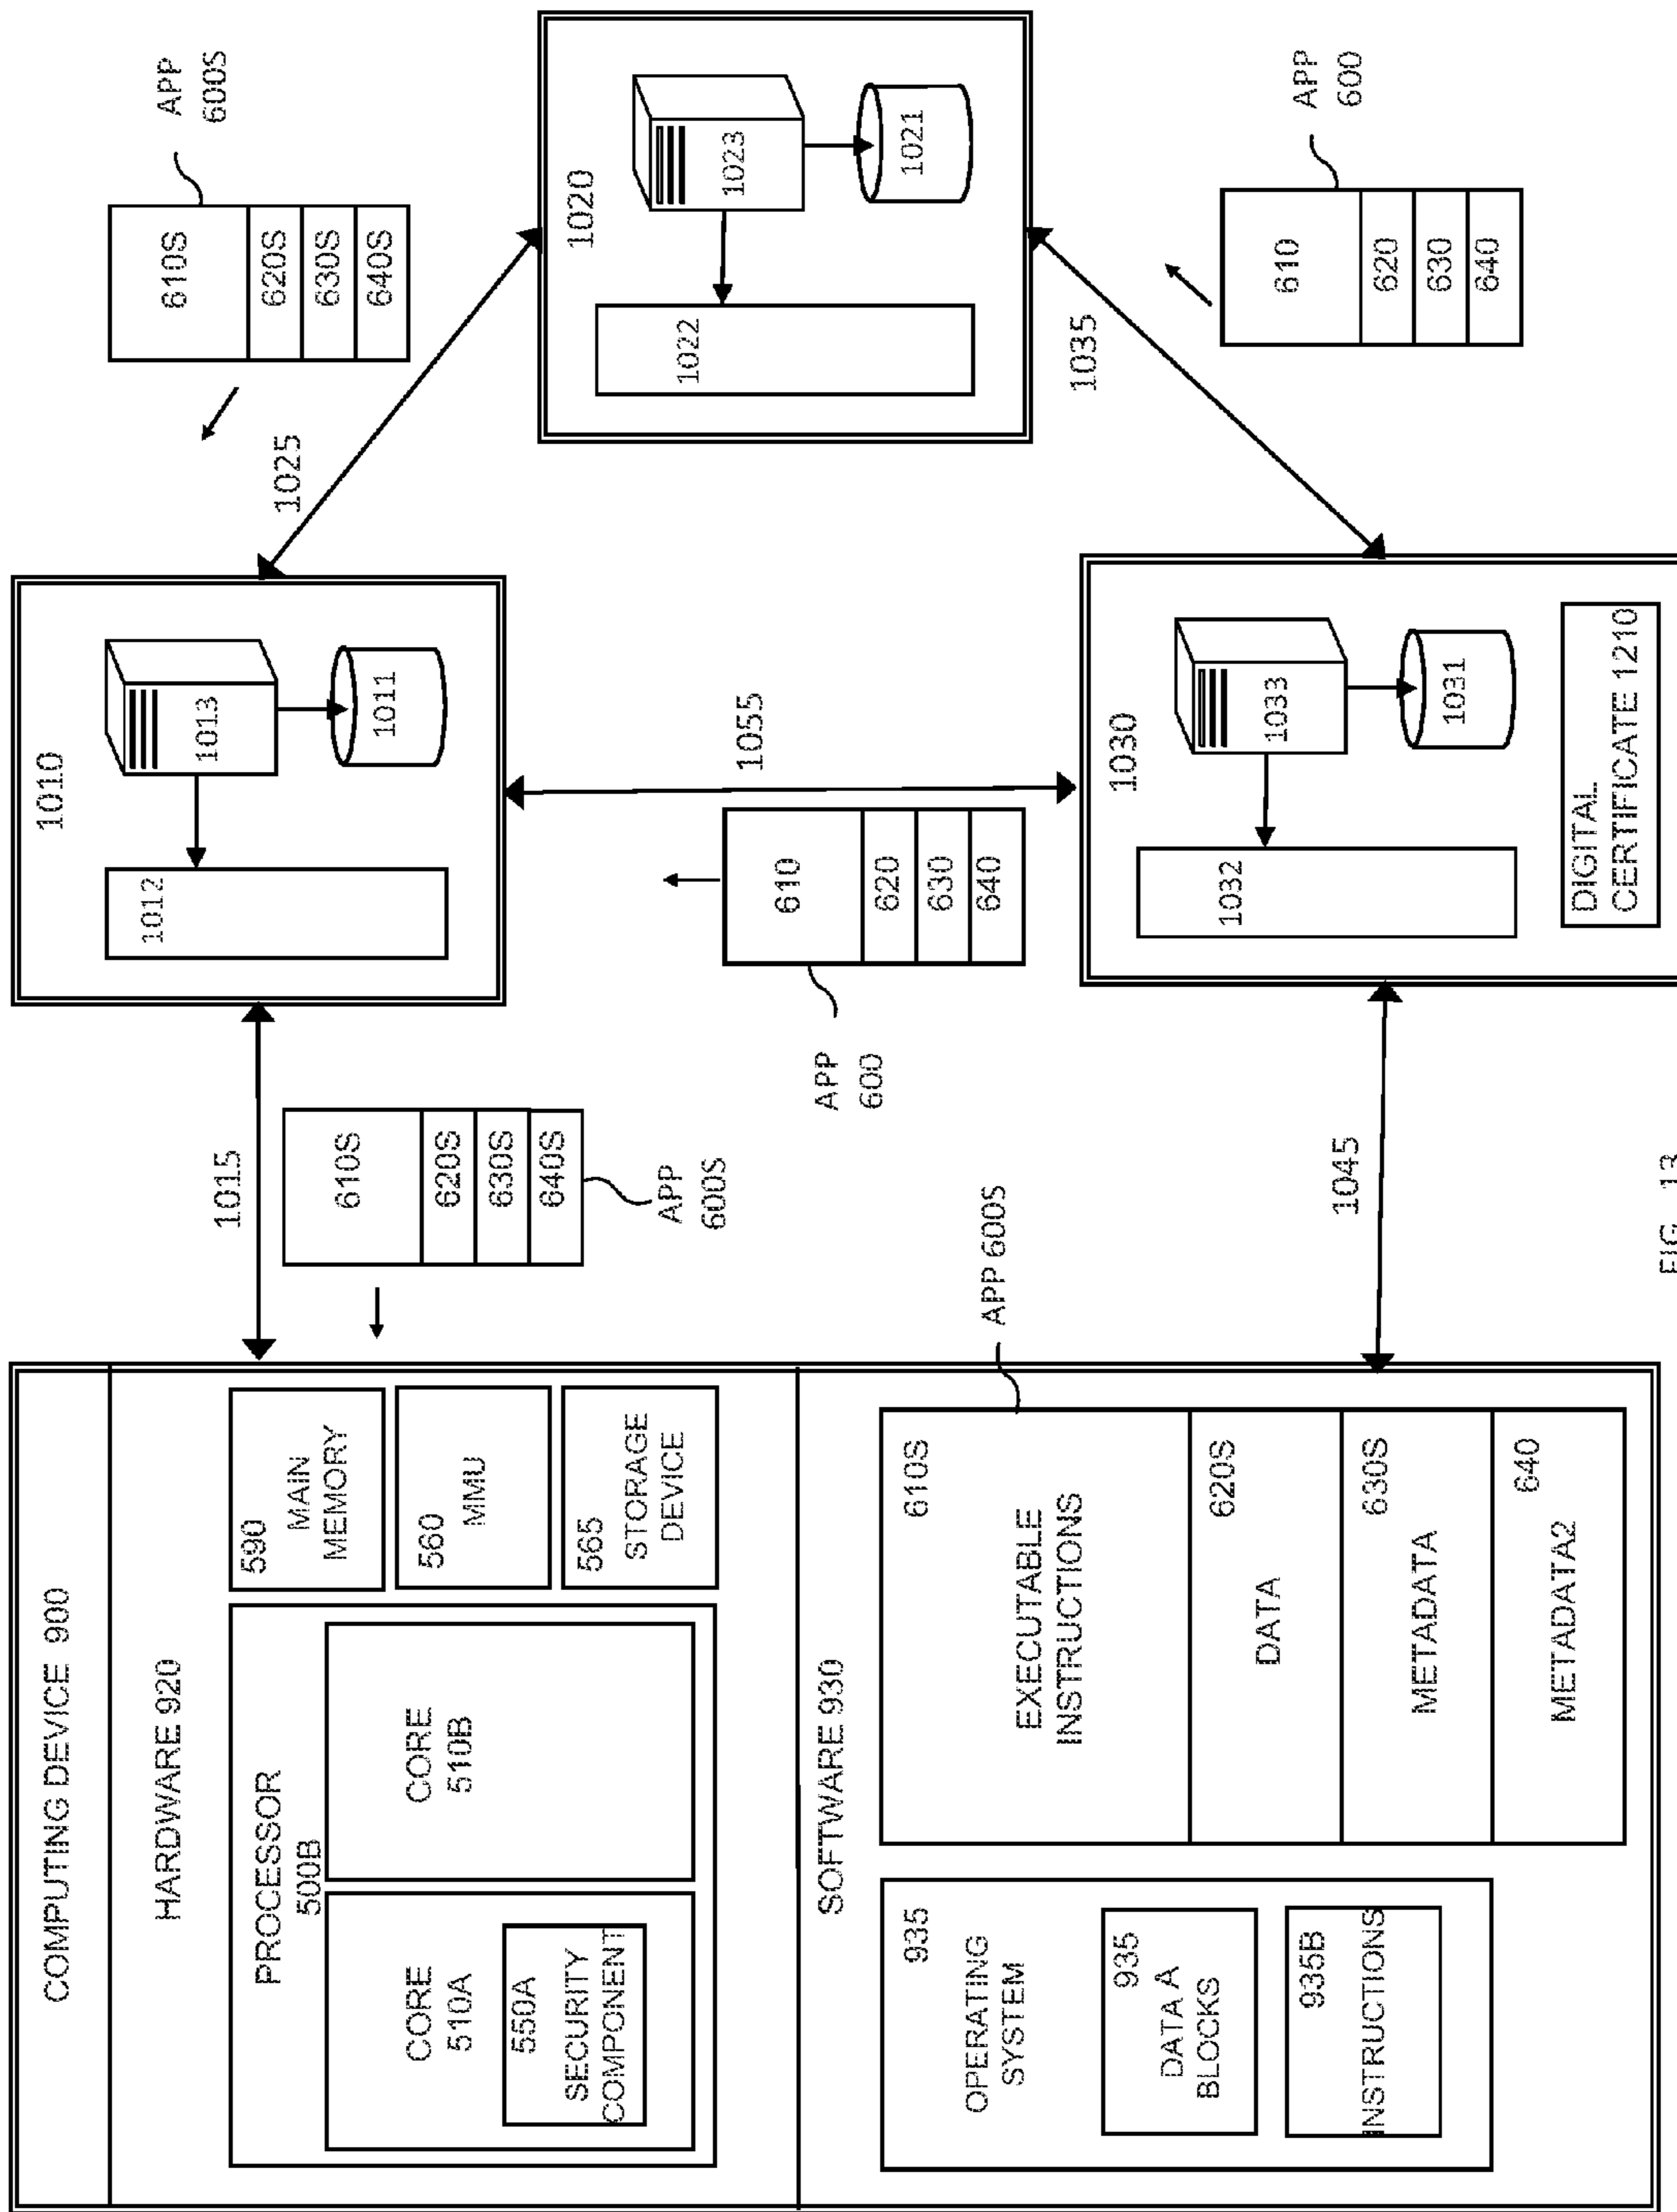 COMPUTING DEVICE 900
HARDWARE 920
PROCESSOR
500B
CORE
510A
550A
SECURITY
COMPONENT
CORE
510B
590
MAIN
MEMORY
560
MMU
565
STORAGE
DEVICE
SOFTWARE 930
935
OPERATING
SYSTEM
935
DATA A
BLOCKS
935B
INSTRUCTIONS
610S
EXECUTABLE
INSTRUCTIONS
620S
DATA
630S
METADATA
640
METADATA2
APP 600S
1015
610S
620S
630S
640S
APP
600S
1045
1010
1012
1013
1011
1055
610
620
630
640
APP
600
1030
1032
1033
1031
DIGITAL
CERTIFICATE 1210
1025
610S
620S
630S
640S
APP
600S
1020
1022
1023
1021
1035
610
620
630
640
APP
600
FIG. 13